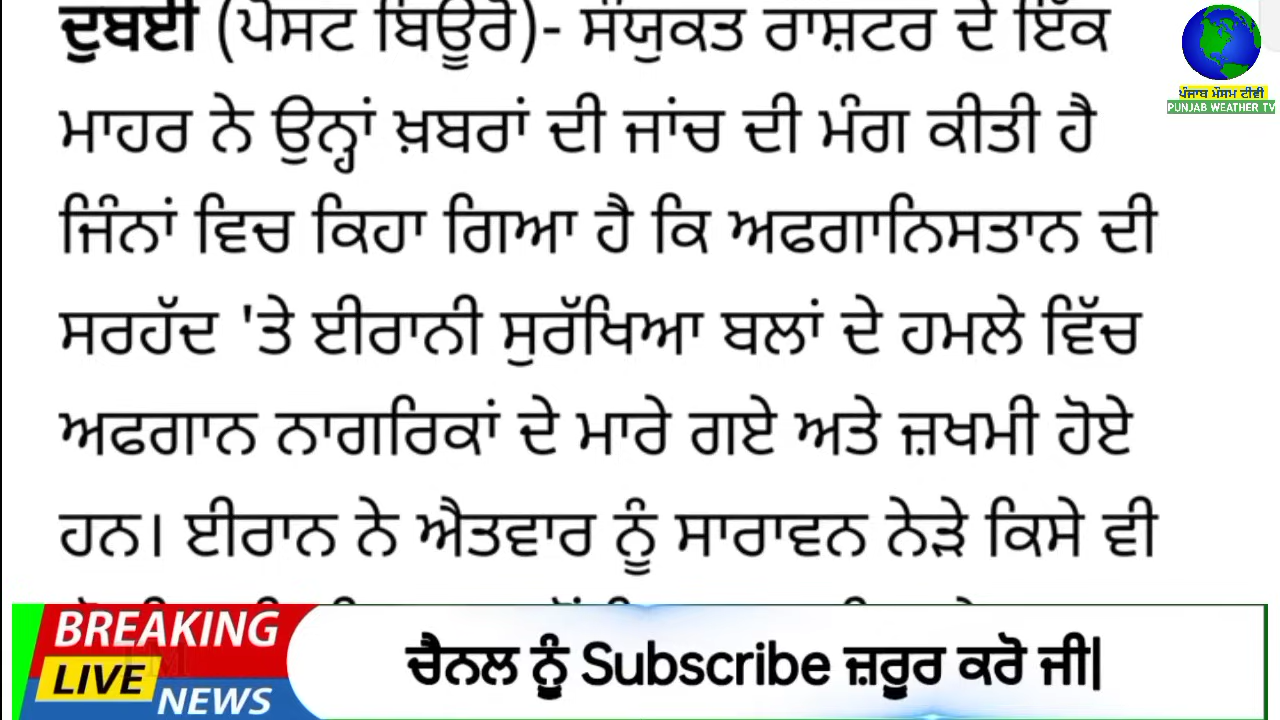 ਦੁਬਈ (ਪੋਸਟ ਬਿਊਰੋ)- ਸੰਯੁਕਤ ਰਾਸ਼ਟਰ ਦੇ ਇੱਕ
ਮਾਹਰ ਨੇ ਉਨ੍ਹਾਂ ਖ਼ਬਰਾਂ ਦੀ ਜਾਂਚ ਦੀ ਮੰਗ ਕੀਤੀ ਹੈ
ਜਿੰਨਾਂ ਵਿਚ ਕਿਹਾ ਗਿਆ ਹੈ ਕਿ ਅਫਗਾਨਿਸਤਾਨ ਦੀ
ਸਰਹੱਦ 'ਤੇ ਈਰਾਨੀ ਸੁਰੱਖਿਆ ਬਲਾਂ ਦੇ ਹਮਲੇ ਵਿੱਚ
ਅਫਗਾਨ ਨਾਗਰਿਕਾਂ ਦੇ ਮਾਰੇ ਗਏ ਅਤੇ ਜ਼ਖਮੀ ਹੋਏ
ਹਨ। ਈਰਾਨ ਨੇ ਐਤਵਾਰ ਨੂੰ ਸਾਰਾਵਨ ਨੇੜੇ ਕਿਸੇ ਵੀ
ਪੰਜਾਬ ਮੌਸਮ ਟੀਵੀ
PUNJAB WEATHER TV
BREAKING
LIVE NEWS
ਚੈਨਲ ਨੂੰ Subscribe ਜ਼ਰੂਰ ਕਰੋ ਜੀ|